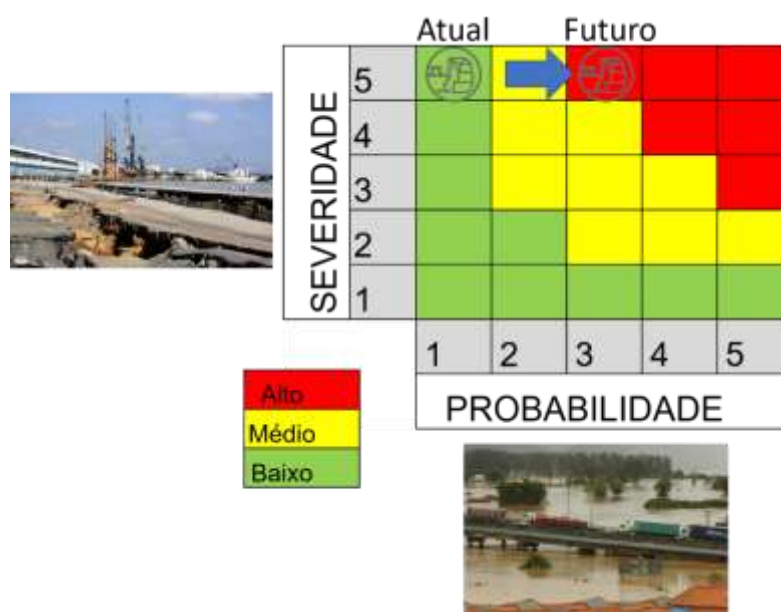 Atual Futuro
SEVERIDADE
5
4
3
2
1
1 2 3 4 5
PROBABILIDADE
Alto
Médio
Baixo